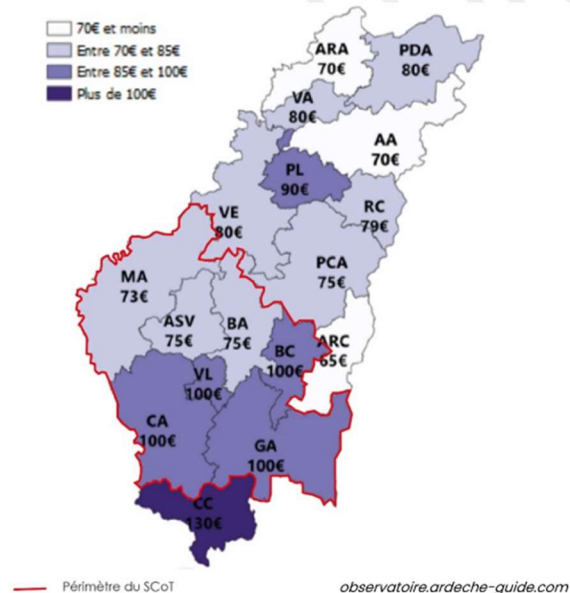 70€ et moins
Entre 70€ et 85€
Entre 85€ et 100€
Plus de 100€
ARA
70€
PDA
80€
VA
80€
AA
70€
PL
90€
RC
79€
VE
80€
PCA
75€
MA
73€
ASV
75€
BA
75€
BC
100€
ARC
65€
VL
100€
CA
100€
GA
100€
CC
130€
Périmètre du SCoT
observatoire.ardeche-guide.com